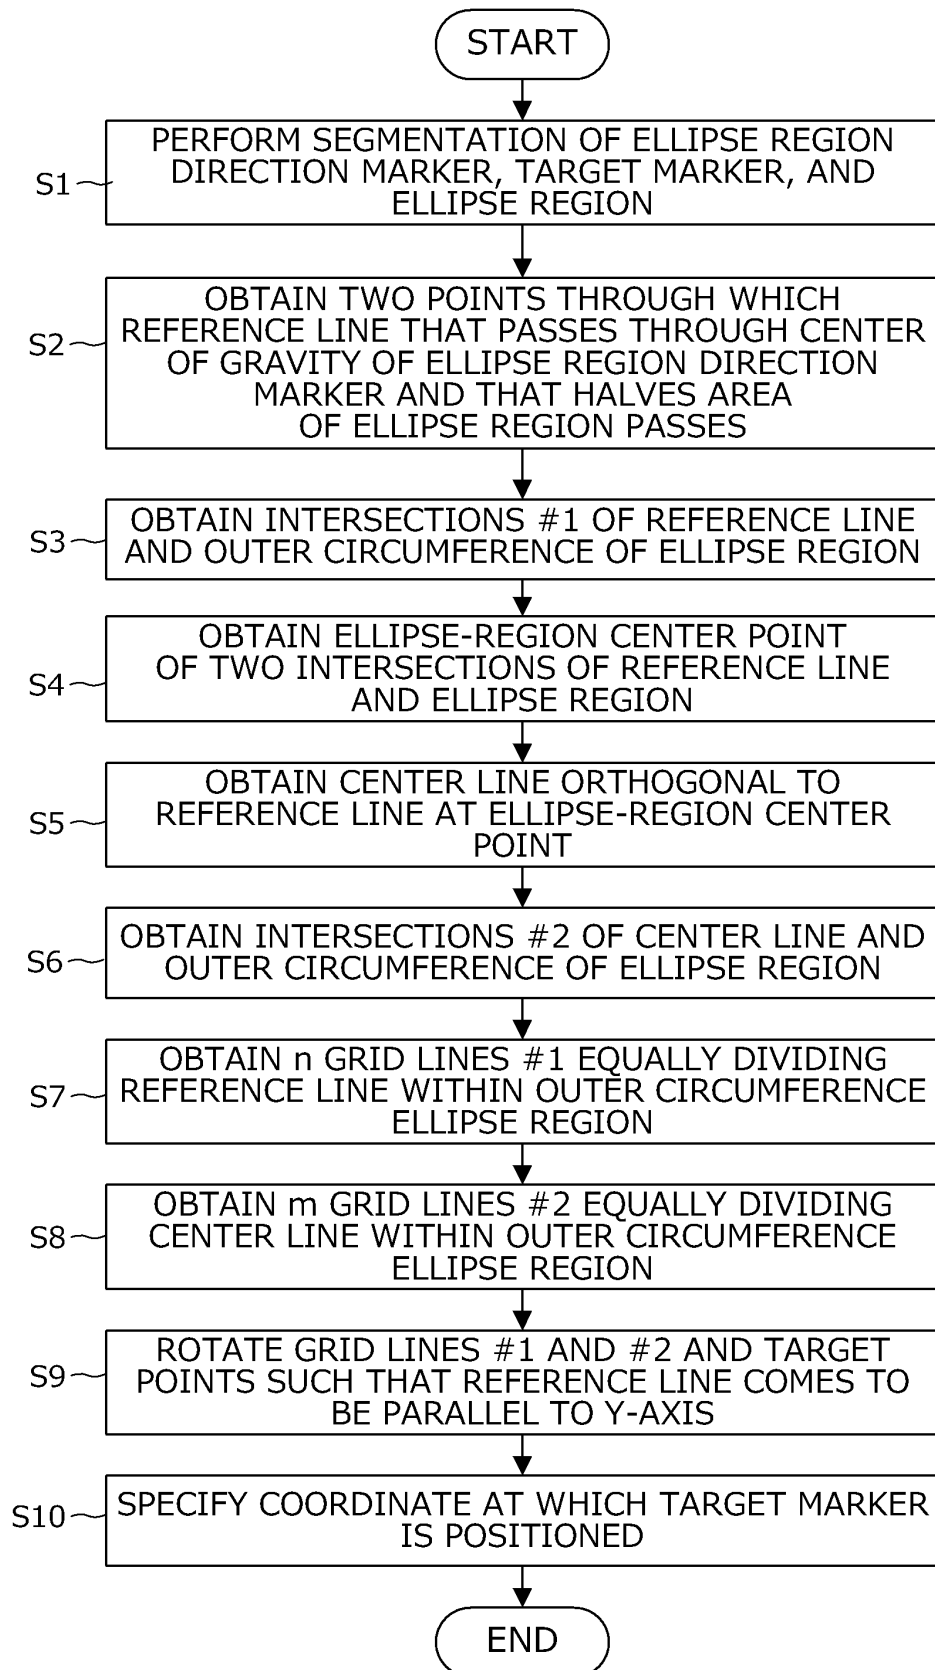 START
S1
PERFORM SEGMENTATION OF ELLIPSE REGION
DIRECTION MARKER, TARGET MARKER, AND
ELLIPSE REGION
S2
OBTAIN TWO POINTS THROUGH WHICH
REFERENCE LINE THAT PASSES THROUGH CENTER
OF GRAVITY OF ELLIPSE REGION DIRECTION
MARKER AND THAT HALVES AREA
OF ELLIPSE REGION PASSES
S3
OBTAIN INTERSECTIONS #1 OF REFERENCE LINE
AND OUTER CIRCUMFERENCE OF ELLIPSE REGION
S4
OBTAIN ELLIPSE-REGION CENTER POINT
OF TWO INTERSECTIONS OF REFERENCE LINE
AND ELLIPSE REGION
S5
OBTAIN CENTER LINE ORTHOGONAL TO
REFERENCE LINE AT ELLIPSE-REGION CENTER
POINT
S6
OBTAIN INTERSECTIONS #2 OF CENTER LINE AND
OUTER CIRCUMFERENCE OF ELLIPSE REGION
S7
OBTAIN n GRID LINES #1 EQUALLY DIVIDING
REFERENCE LINE WITHIN OUTER CIRCUMFERENCE
ELLIPSE REGION
S8
OBTAIN m GRID LINES #2 EQUALLY DIVIDING
CENTER LINE WITHIN OUTER CIRCUMFERENCE
ELLIPSE REGION
S9
ROTATE GRID LINES #1 AND #2 AND TARGET
POINTS SUCH THAT REFERENCE LINE COMES TO
BE PARALLEL TO Y-AXIS
S10
SPECIFY COORDINATE AT WHICH TARGET MARKER
IS POSITIONED
END